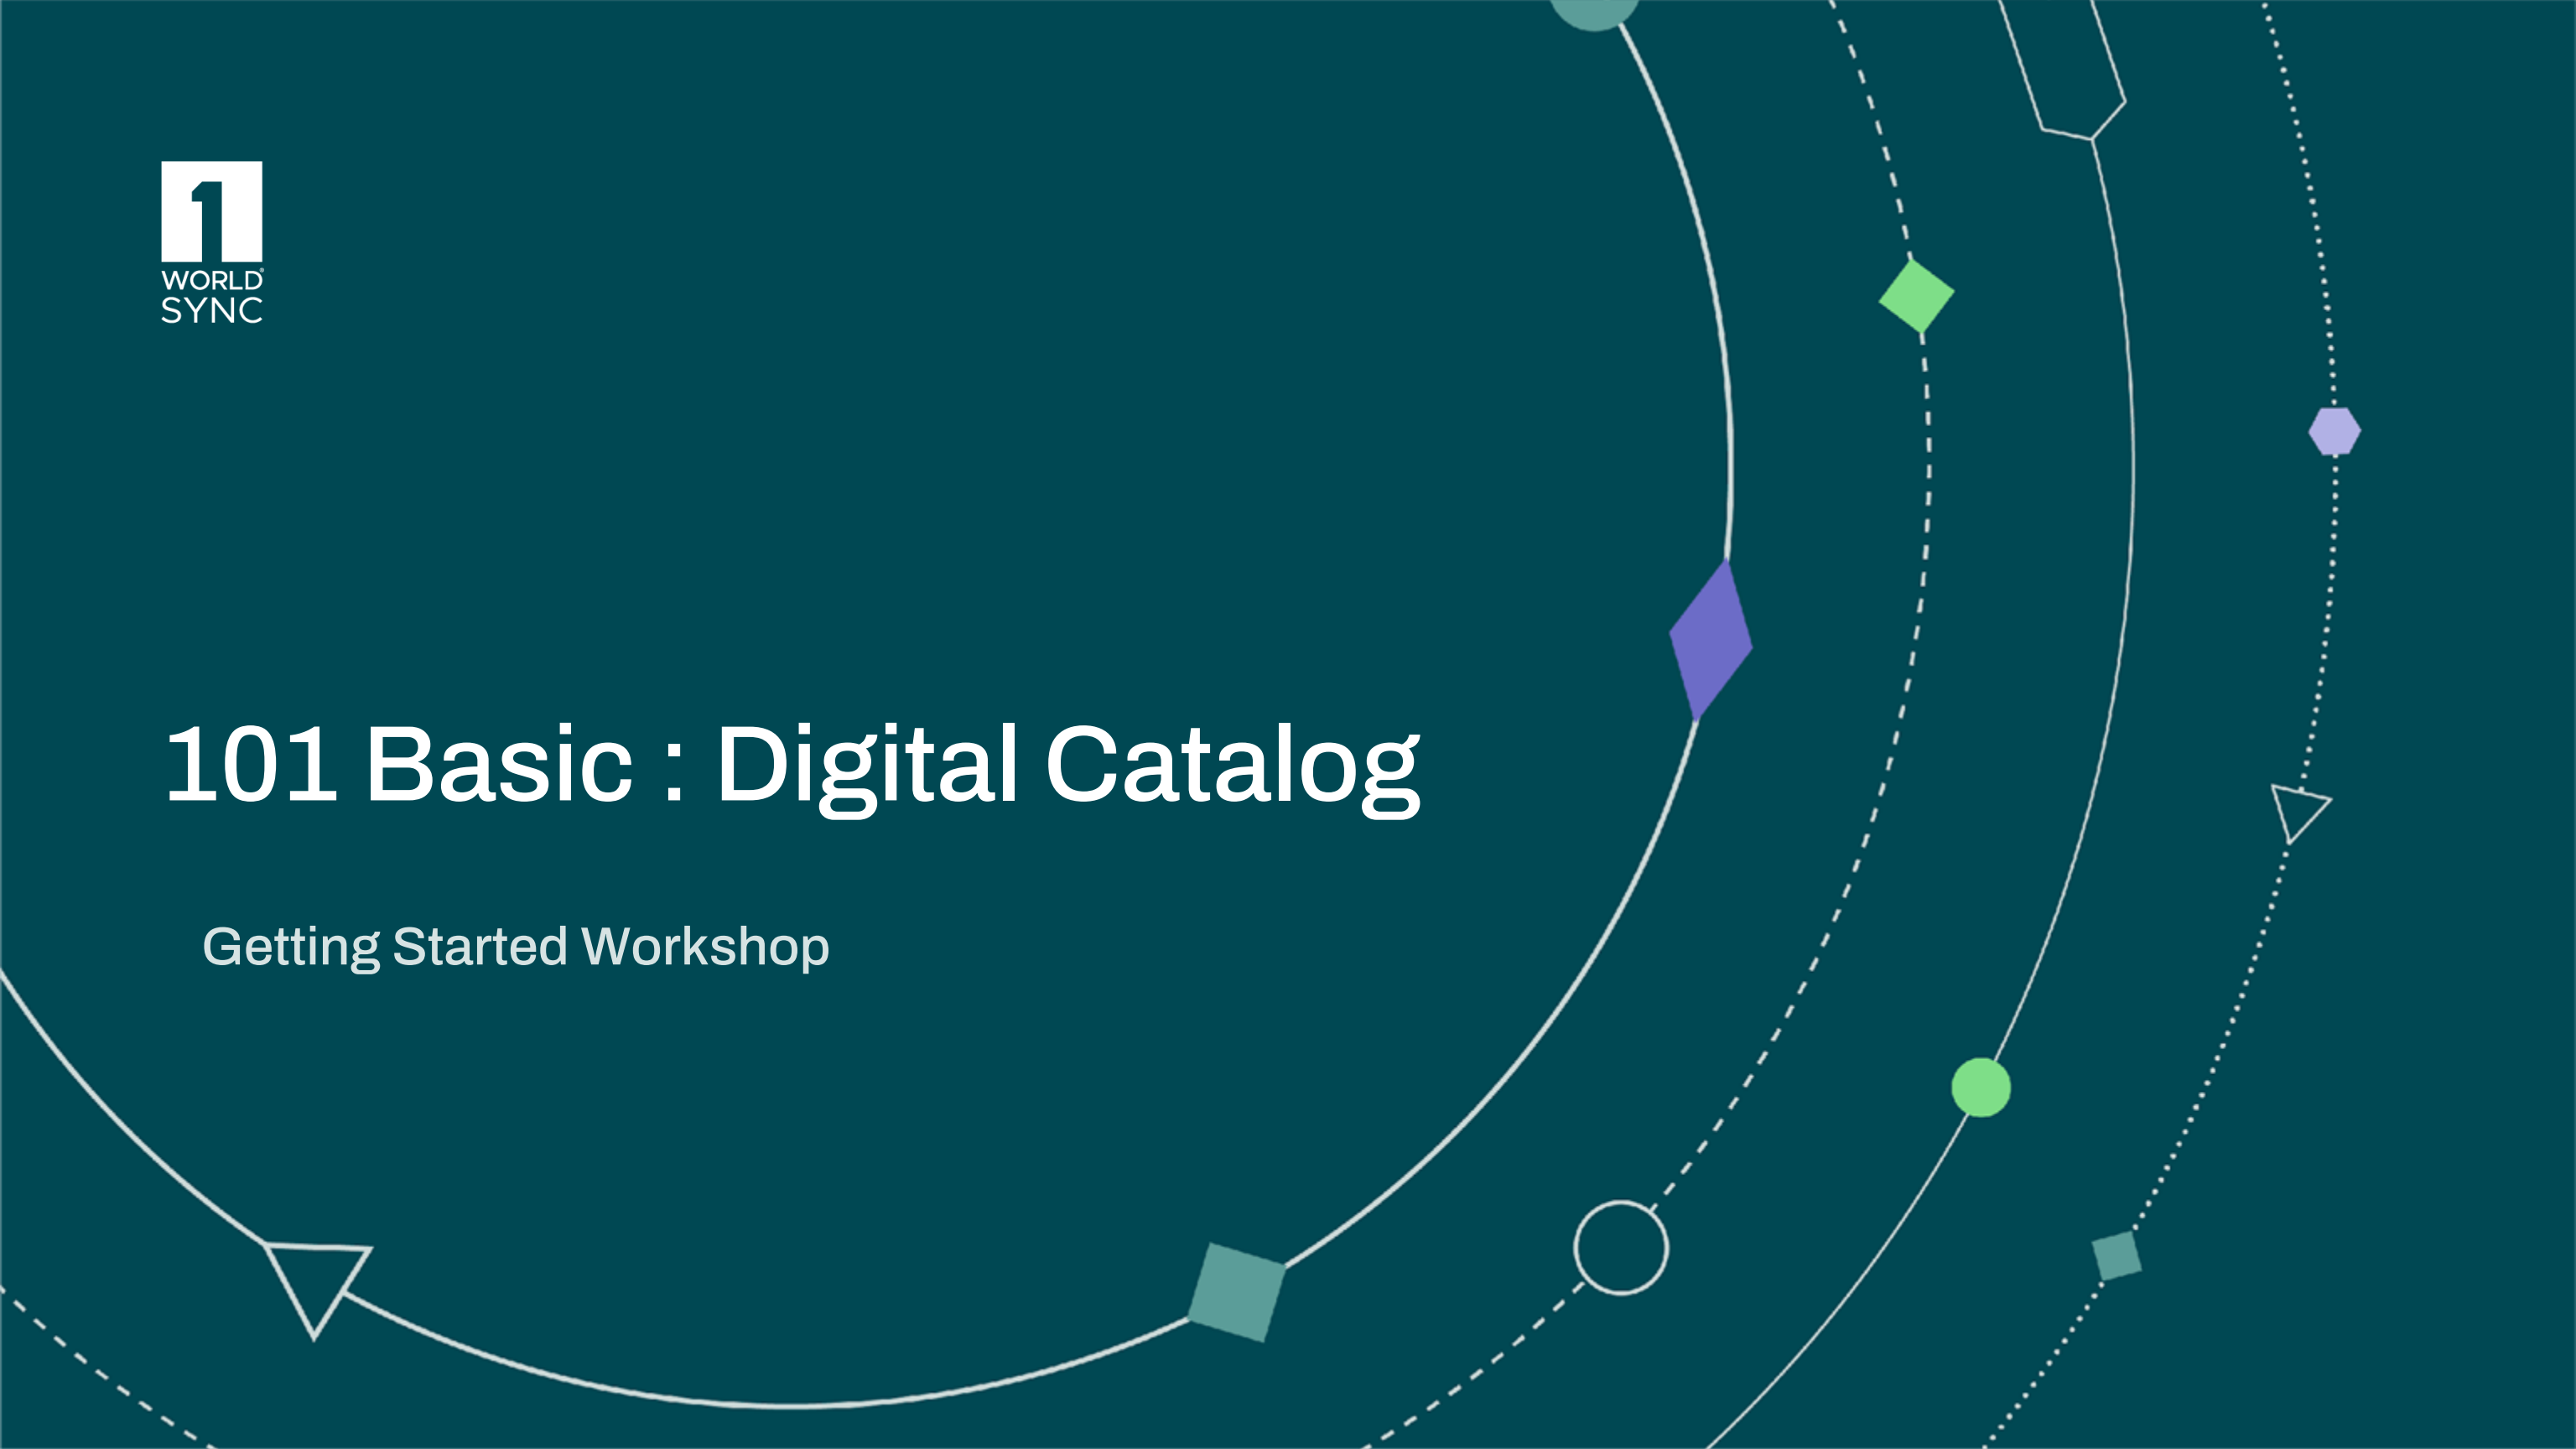 1
WORLD®
SYNC
101 Basic : Digital Catalog
Getting Started Workshop